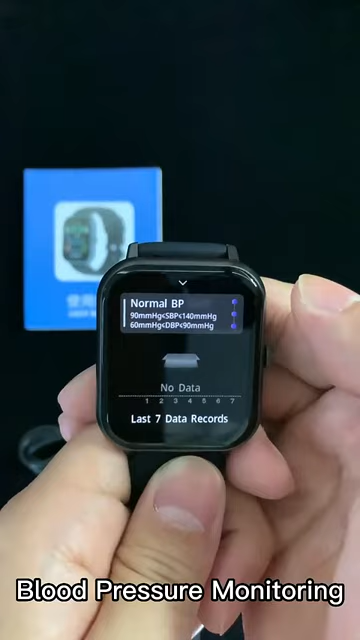 Normal BP
90mmHg<SBP<140mmHg
60mmHg<DBP<90mmHg
No Data
1 2 3 4 5 6 7
Last 7 Data Records
Blood Pressure Monitoring